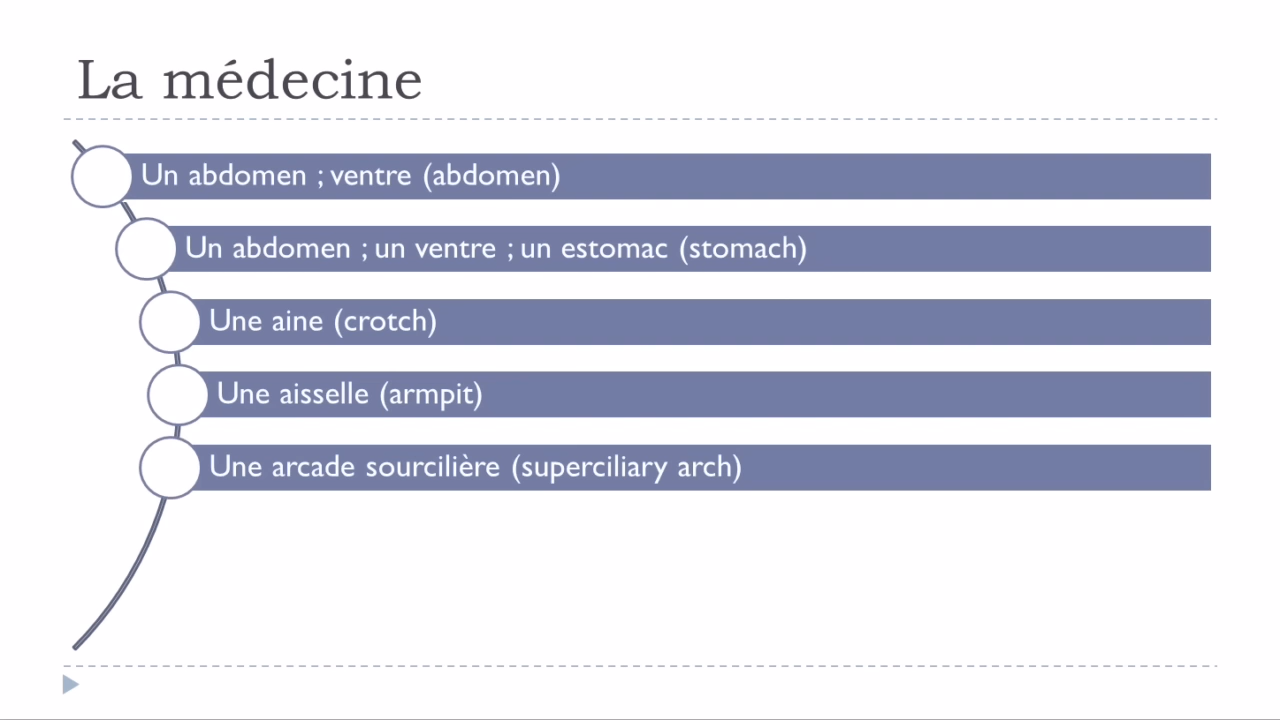 La médecine
Un abdomen ; ventre (abdomen)
Un abdomen ; un ventre ; un estomac (stomach)
Une aine (crotch)
Une aisselle (armpit)
Une arcade sourcilière (superciliary arch)